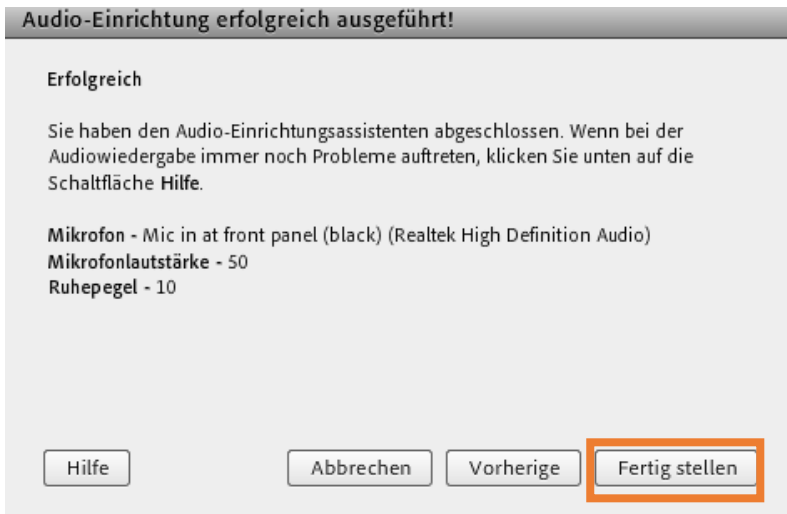 Audio-Einrichtung erfolgreich ausgeführt!
Erfolgreich
Sie haben den Audio-Einrichtungsassistenten abgeschlossen. Wenn bei der
Audiowiedergabe immer noch Probleme auftreten, klicken Sie unten auf die
Schaltfläche Hilfe.
Mikrofon - Mic in at front panel (black) (Realtek High Definition Audio)
Mikrofonlautstärke - 50
Ruhepegel - 10
Hilfe Abbrechen Vorherige Fertig stellen